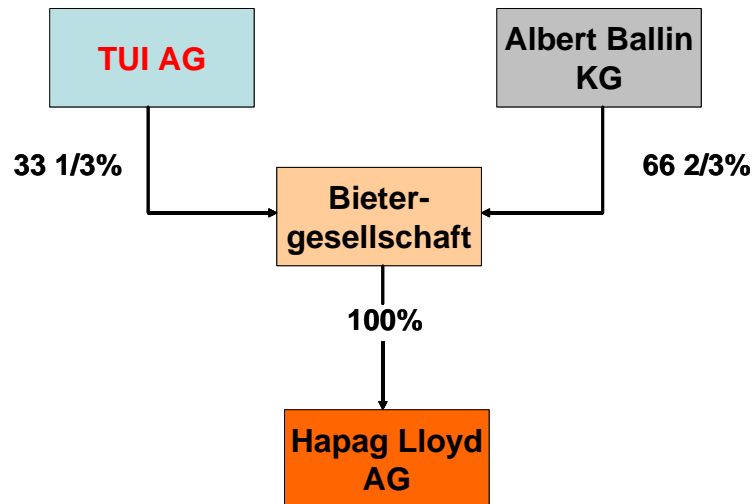 TUI AG
Albert Ballin
KG
33 1/3%
66 2/3%
Bieter-
gesellschaft
100%
Hapag Lloyd
AG